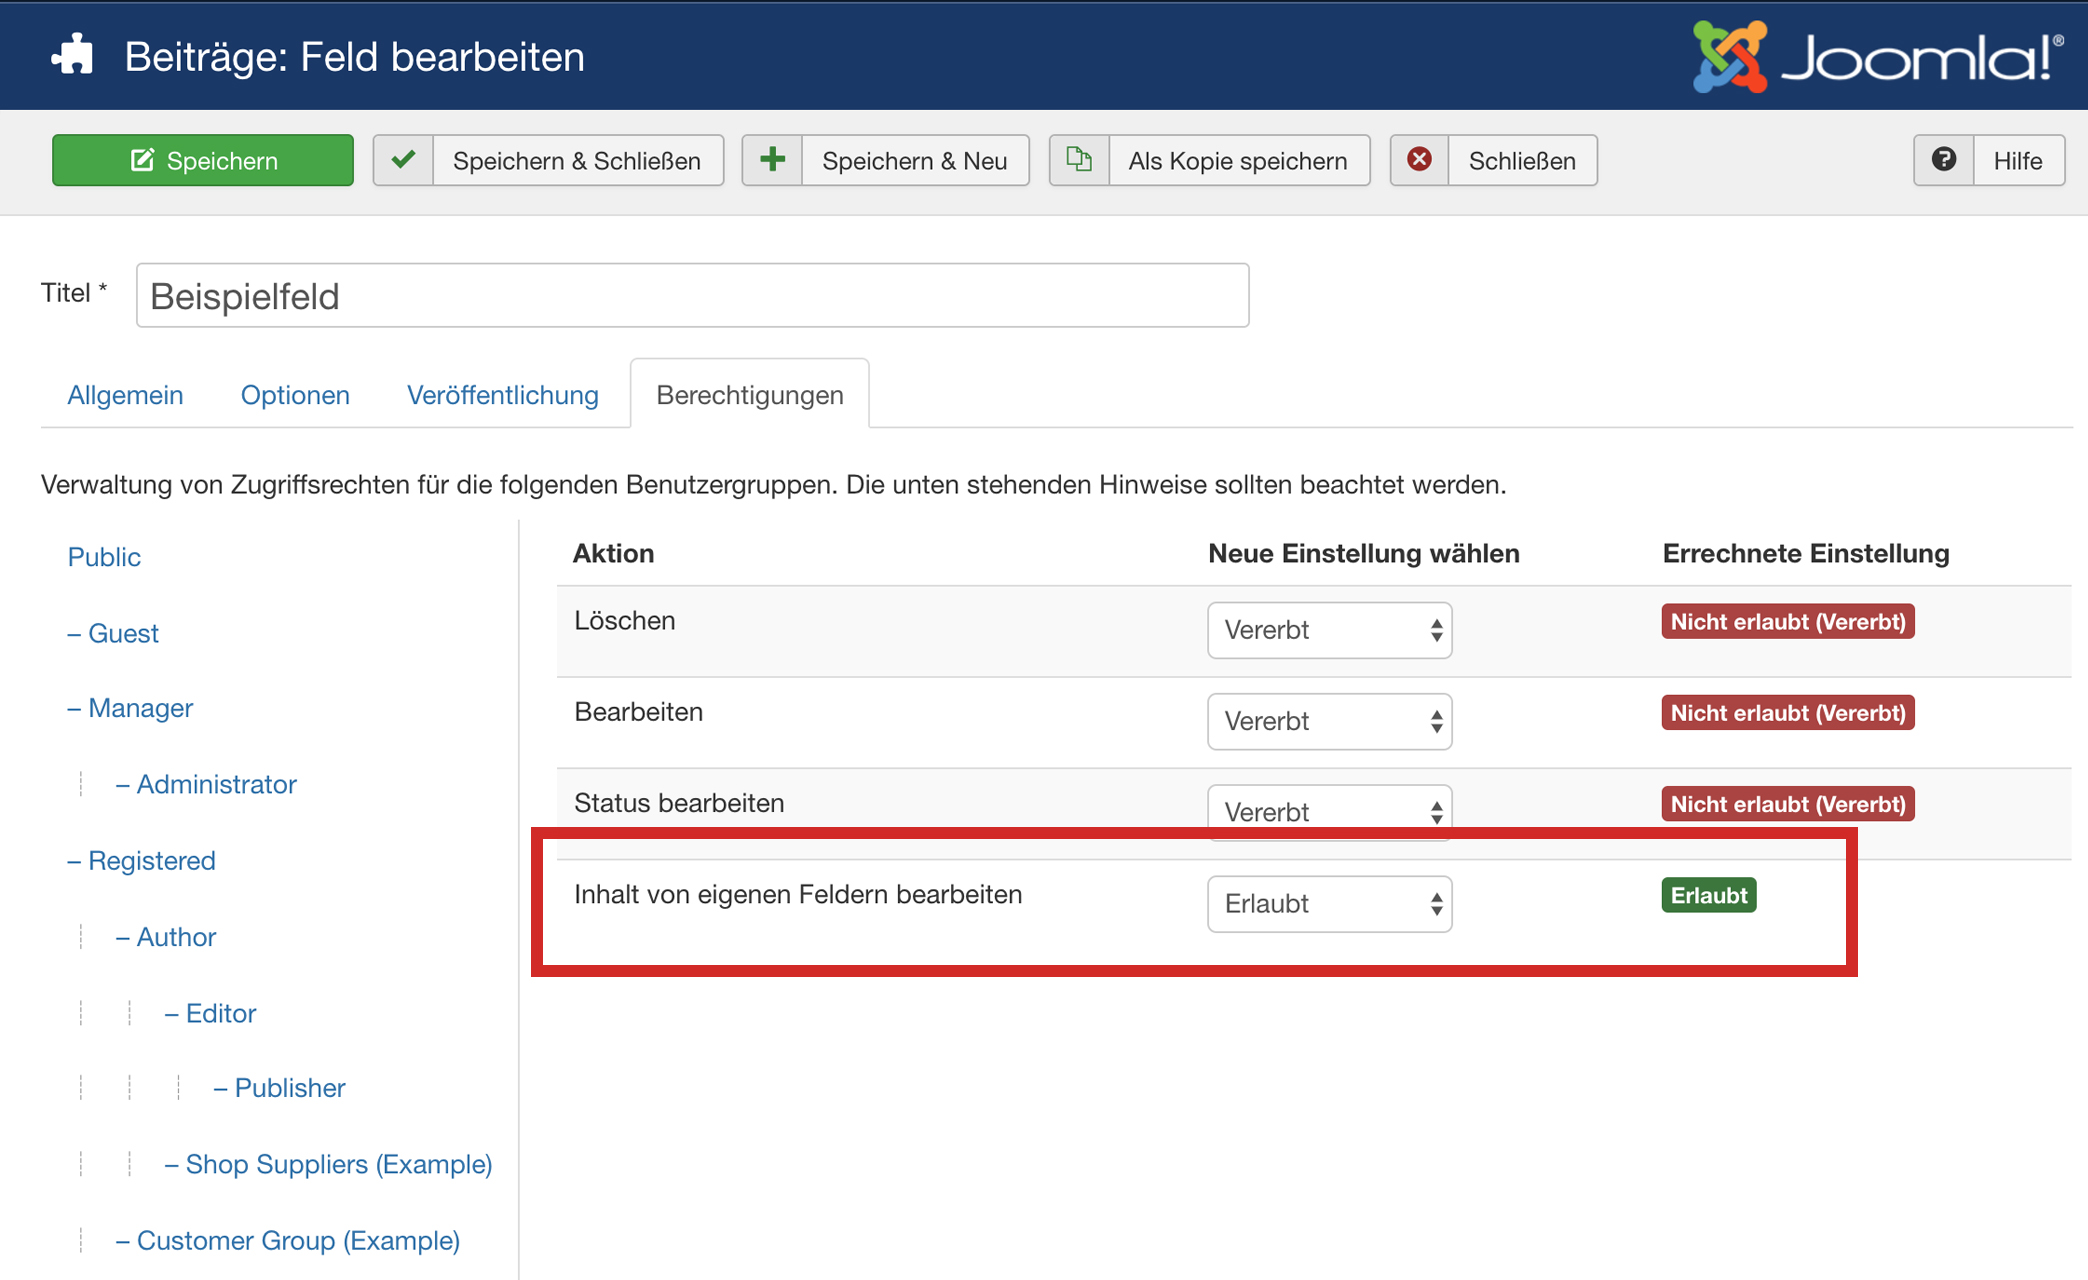 Beiträge: Feld bearbeiten
Joomla!®
Speichern
Speichern & Schließen
Speichern & Neu
Als Kopie speichern
Schließen
Hilfe
Titel *
Beispielfeld
Allgemein
Optionen
Veröffentlichung
Berechtigungen
Verwaltung von Zugriffsrechten für die folgenden Benutzergruppen. Die unten stehenden Hinweise sollten beachtet werden.
Public
– Guest
– Manager
– Administrator
– Registered
– Author
– Editor
– Publisher
– Shop Suppliers (Example)
– Customer Group (Example)
Aktion Neue Einstellung wählen Errechnete Einstellung
Löschen Vererbt Nicht erlaubt (Vererbt)
Bearbeiten Vererbt Nicht erlaubt (Vererbt)
Status bearbeiten Vererbt Nicht erlaubt (Vererbt)
Inhalt von eigenen Feldern bearbeiten Erlaubt Erlaubt